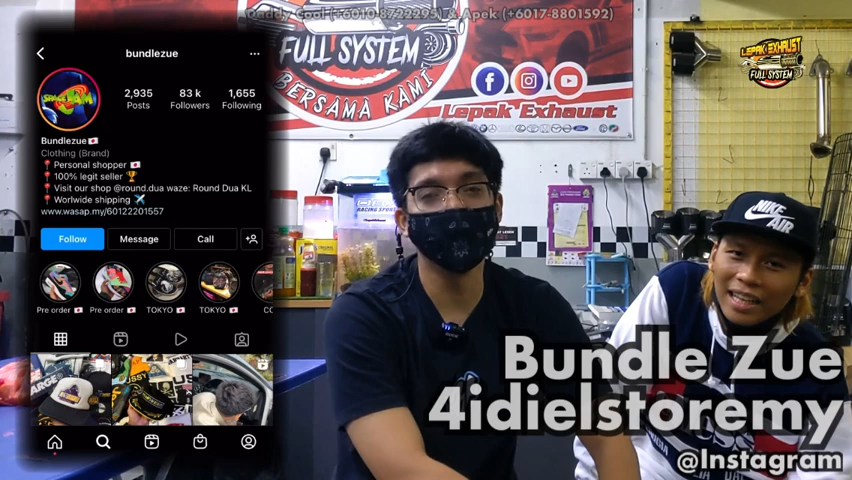 Daddy Cool (+6010-8722295) & Apek (+6017-8801592)
bundlezue
SPACE JAM
2,935 Posts
83 k Followers
1,655 Following
Bundlezue🇯🇵
Clothing (Brand)
📍Personal shopper 🇯🇵
📍100% legit seller 🏆
📍Visit our shop @round.dua waze: Round Dua KL
📍Worlwide shipping ✈️
www.wasap.my/60122201557
Follow
Message
Call
Pre order 🇯🇵
Pre order 🇯🇵
TOKYO 🇯🇵
TOKYO 🇯🇵
CO
FULL SYSTEM
BERSAMA KAMI
Lepak Exhaust
LEPAK EXHAUST
FULL SYSTEM
NIKE
AIR
Bundle Zue
4idielstoremy
@Instagram